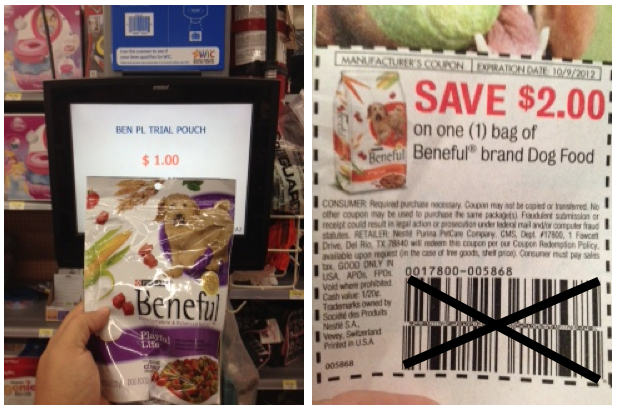 WIC
BEN PL TRIAL POUCH
$ 1.00
PURINA
Beneful
Playful
Life
MANUFACTURER'S COUPON
EXPIRATION DATE: 10/9/2012
SAVE $2.00
on one (1) bag of
Beneful® brand Dog Food
Beneful
CONSUMER: Required purchase necessary. Coupon may not be copied or transferred. No
other coupon may be used to purchase the same package(s). Fraudulent submission or
receipt could result in legal action or prosecution under federal mail and/or computer fraud
statutes. RETAILER: Nestlé Purina PetCare Company, CMS, Dept. #17800, 1 Fawcett
Drive, Del Rio, TX 78840 will redeem this coupon per our Coupon Redemption Policy,
available upon request (in the case of free goods, shelf price). Consumer must pay sales
tax. GOOD ONLY IN
USA, APOs, FPOs.
Void where prohibited.
Cash value: 1/20¢.
Trademarks owned by
Société des Produits
Nestlé S.A.,
Vevey, Switzerland
Printed in U.S.A.
005868
0017800-005868